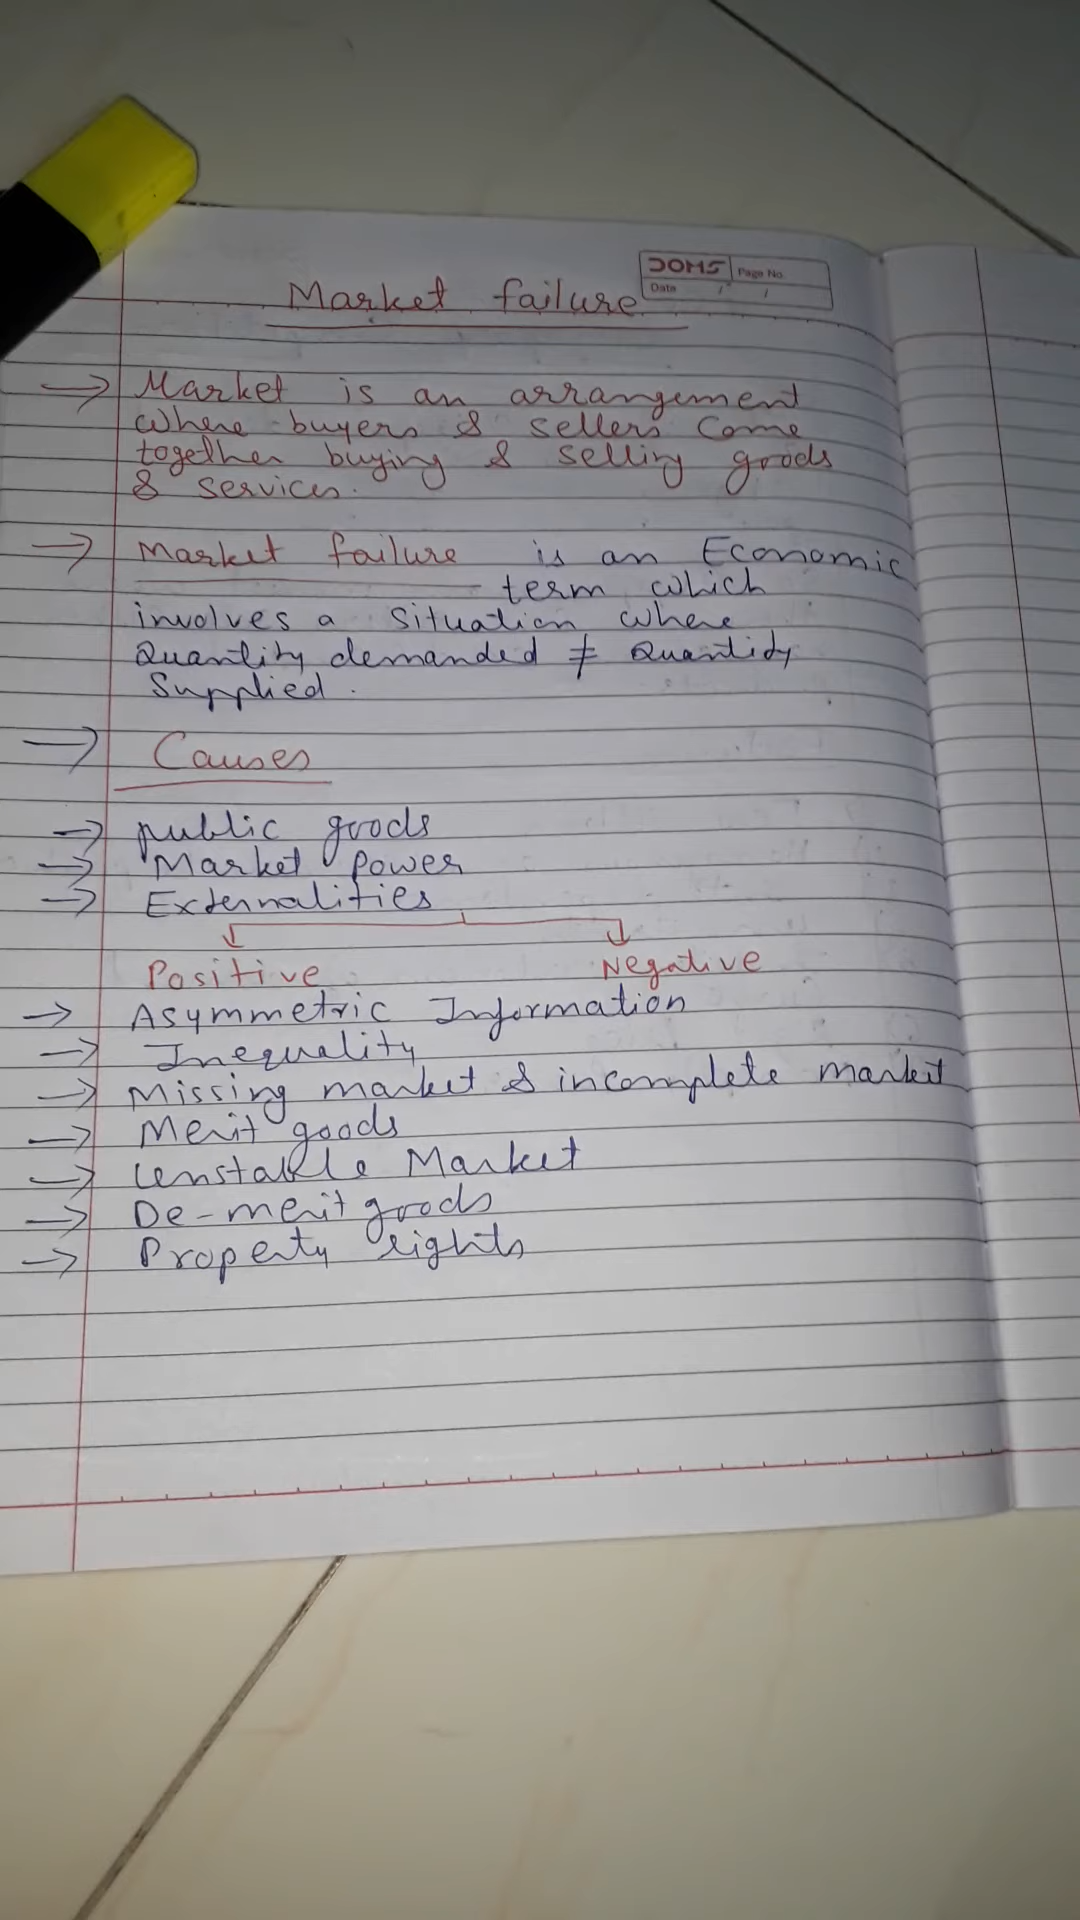 DOMS Page No.
Date / /
Market failure
→ Market is an arrangement
where buyers & sellers come
together buying & selling goods
& services.
→ Market failure is an Economic
term which
involves a situation where
Quantity demanded ≠ Quantity
Supplied.
→ Causes
→ public goods
→ Market Power
→ Externalities
Positive Negative
→ Asymmetric Information
→ Inequality
→ Missing market & incomplete market
→ Merit goods
→ Unstable Market
→ De-merit goods
→ Property rights